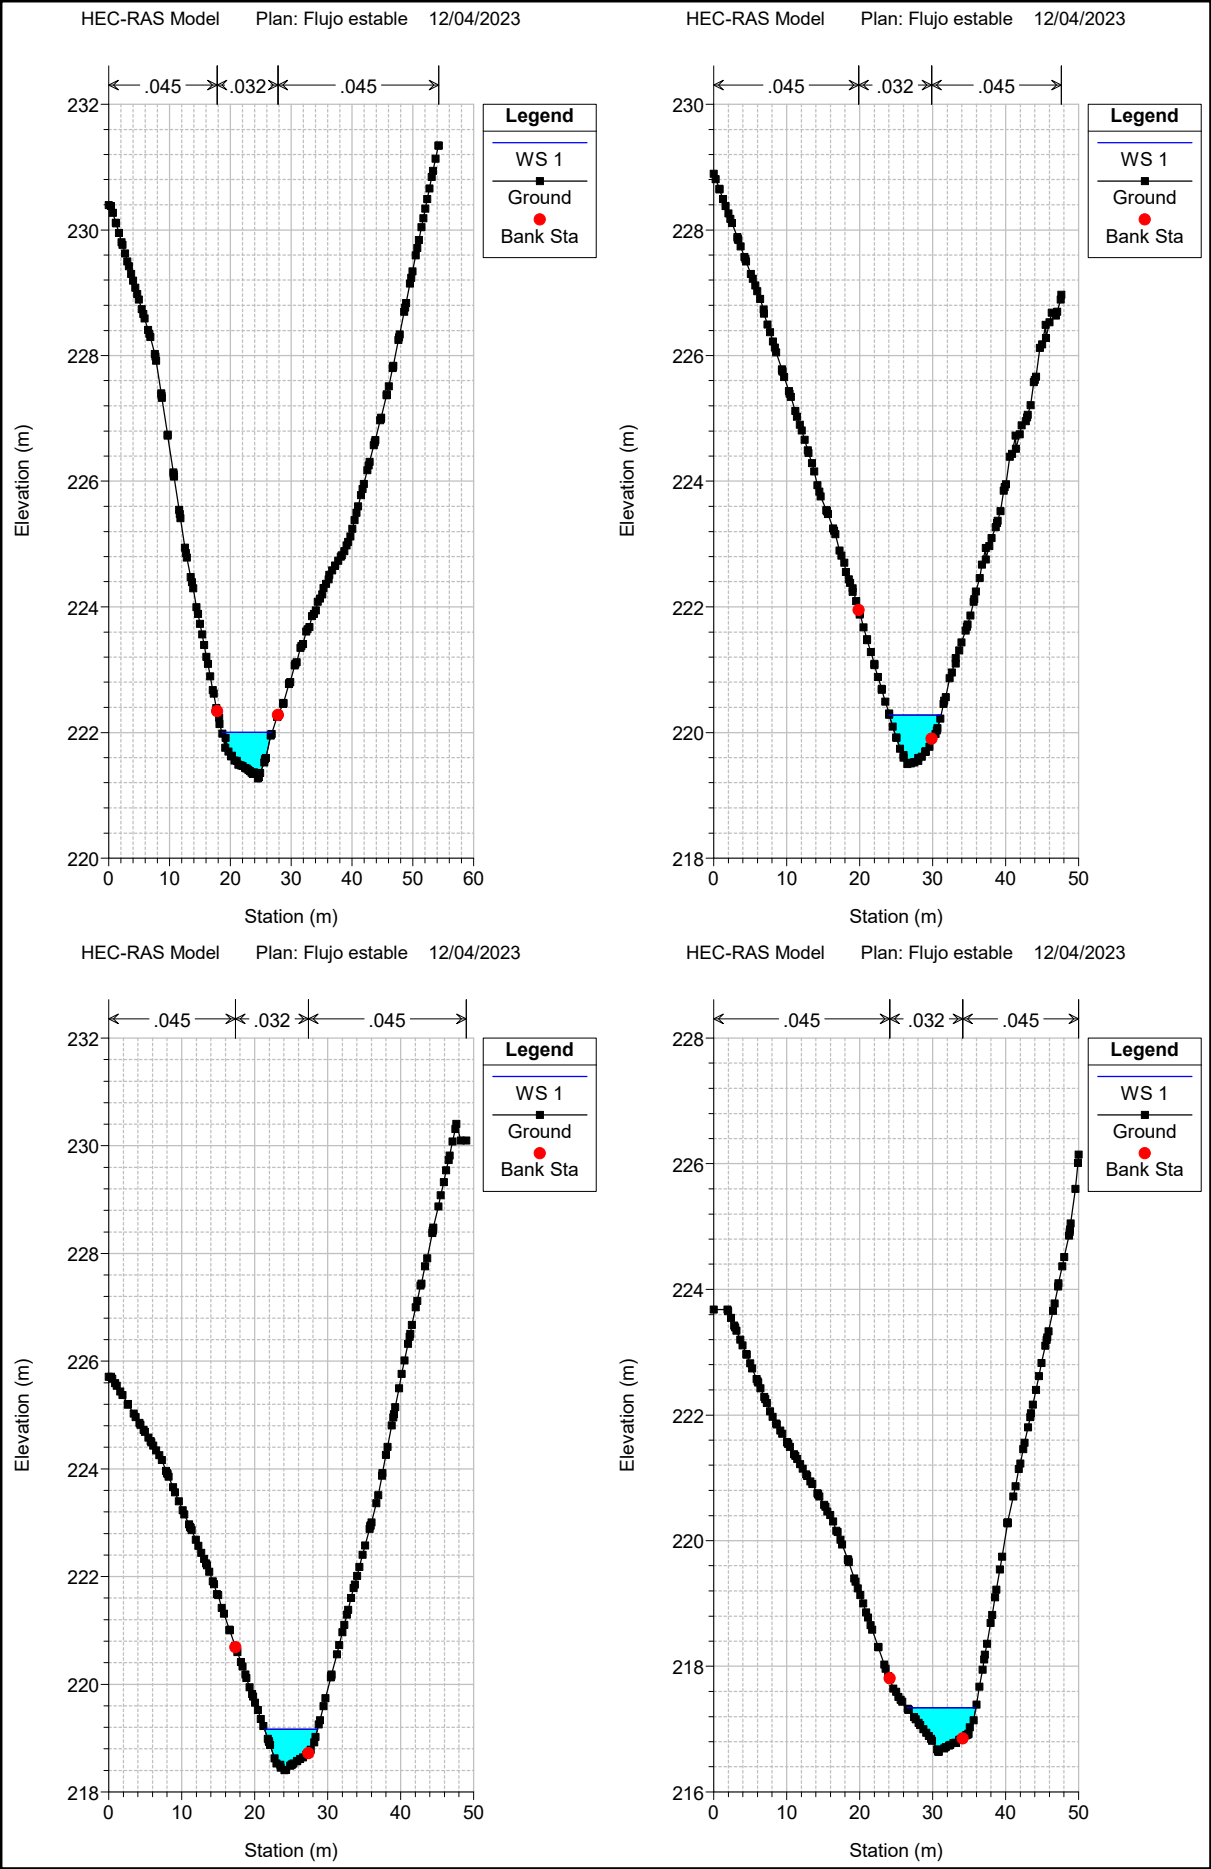 HEC-RAS Model Plan: Flujo estable 12/04/2023
.045 .032 .045
232
230
228
226
224
222
220
0 10 20 30 40 50 60
Station (m)
Elevation (m)
Legend
WS 1
Ground
Bank Sta
HEC-RAS Model Plan: Flujo estable 12/04/2023
.045 .032 .045
230
228
226
224
222
220
218
0 10 20 30 40 50
Station (m)
Elevation (m)
Legend
WS 1
Ground
Bank Sta
HEC-RAS Model Plan: Flujo estable 12/04/2023
.045 .032 .045
232
230
228
226
224
222
220
218
0 10 20 30 40 50
Station (m)
Elevation (m)
Legend
WS 1
Ground
Bank Sta
HEC-RAS Model Plan: Flujo estable 12/04/2023
.045 .032 .045
228
226
224
222
220
218
216
0 10 20 30 40 50
Station (m)
Elevation (m)
Legend
WS 1
Ground
Bank Sta